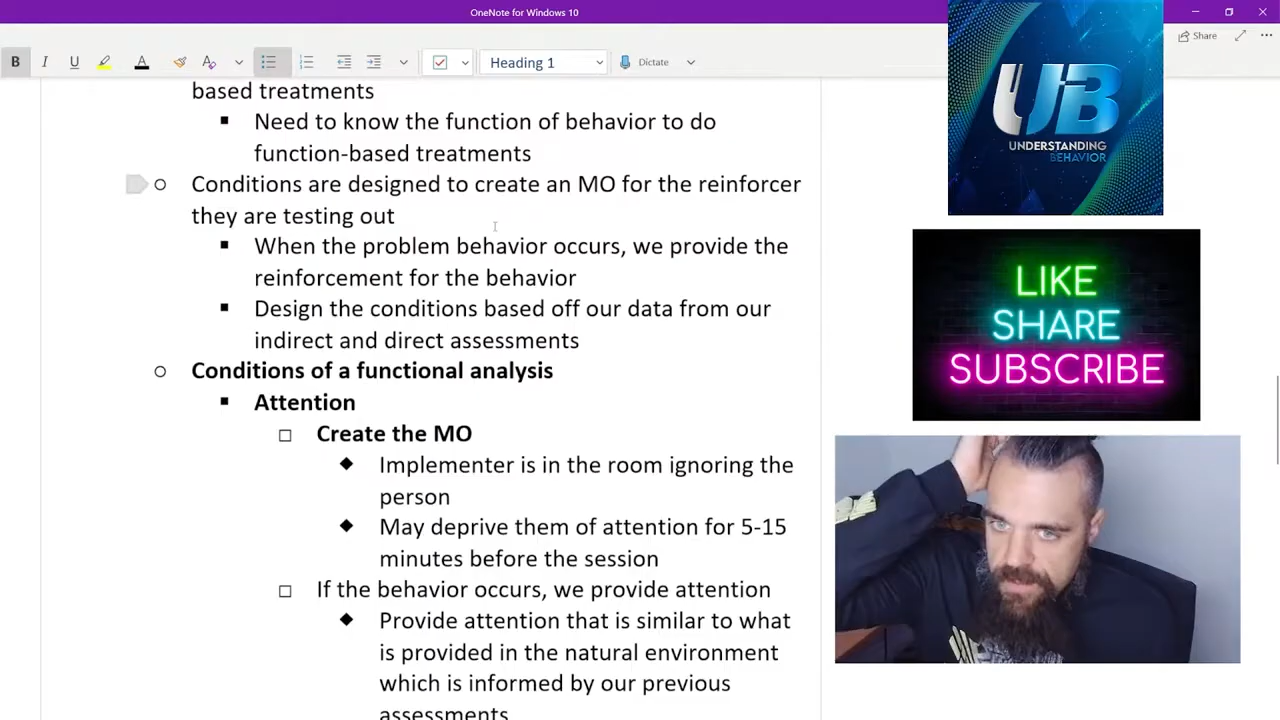 OneNote for Windows 10
Share
B I U A A Heading 1 Dictate
based treatments
Need to know the function of behavior to do
function-based treatments
Conditions are designed to create an MO for the reinforcer
they are testing out
When the problem behavior occurs, we provide the
reinforcement for the behavior
Design the conditions based off our data from our
indirect and direct assessments
Conditions of a functional analysis
Attention
Create the MO
Implementer is in the room ignoring the
person
May deprive them of attention for 5-15
minutes before the session
If the behavior occurs, we provide attention
Provide attention that is similar to what
is provided in the natural environment
which is informed by our previous
assessments
UB
UNDERSTANDING
BEHAVIOR
LIKE
SHARE
SUBSCRIBE